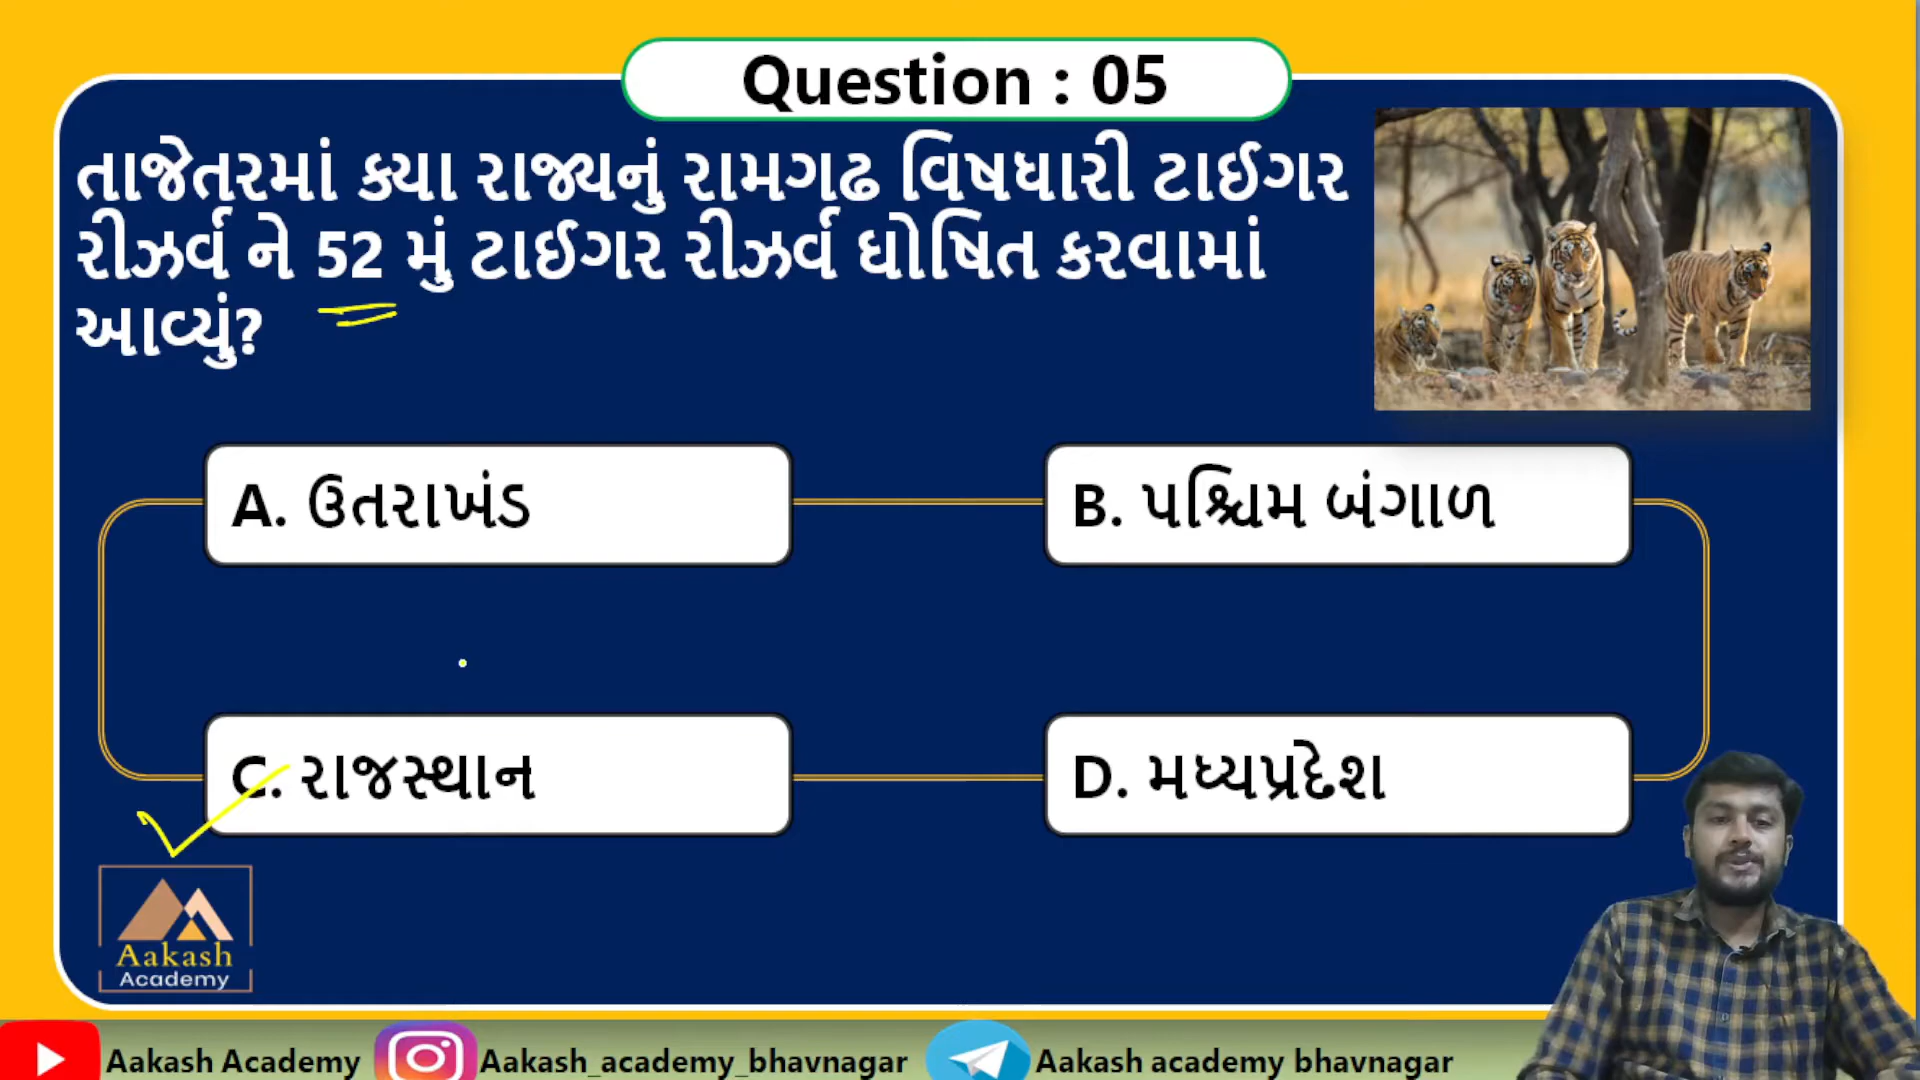 Question : 05
તાજેતરમાં ક્યા રાજ્યનું રામગઢ વિષધારી ટાઈગર
રીઝર્વ ને 52 મું ટાઈગર રીઝર્વ ઘોષિત કરવામાં
આવ્યું?
A. ઉતરાખંડ
B. પશ્ચિમ બંગાળ
C. રાજસ્થાન
D. મધ્યપ્રદેશ
Aakash
Academy
Aakash Academy
Aakash_academy_bhavnagar
Aakash academy bhavnagar